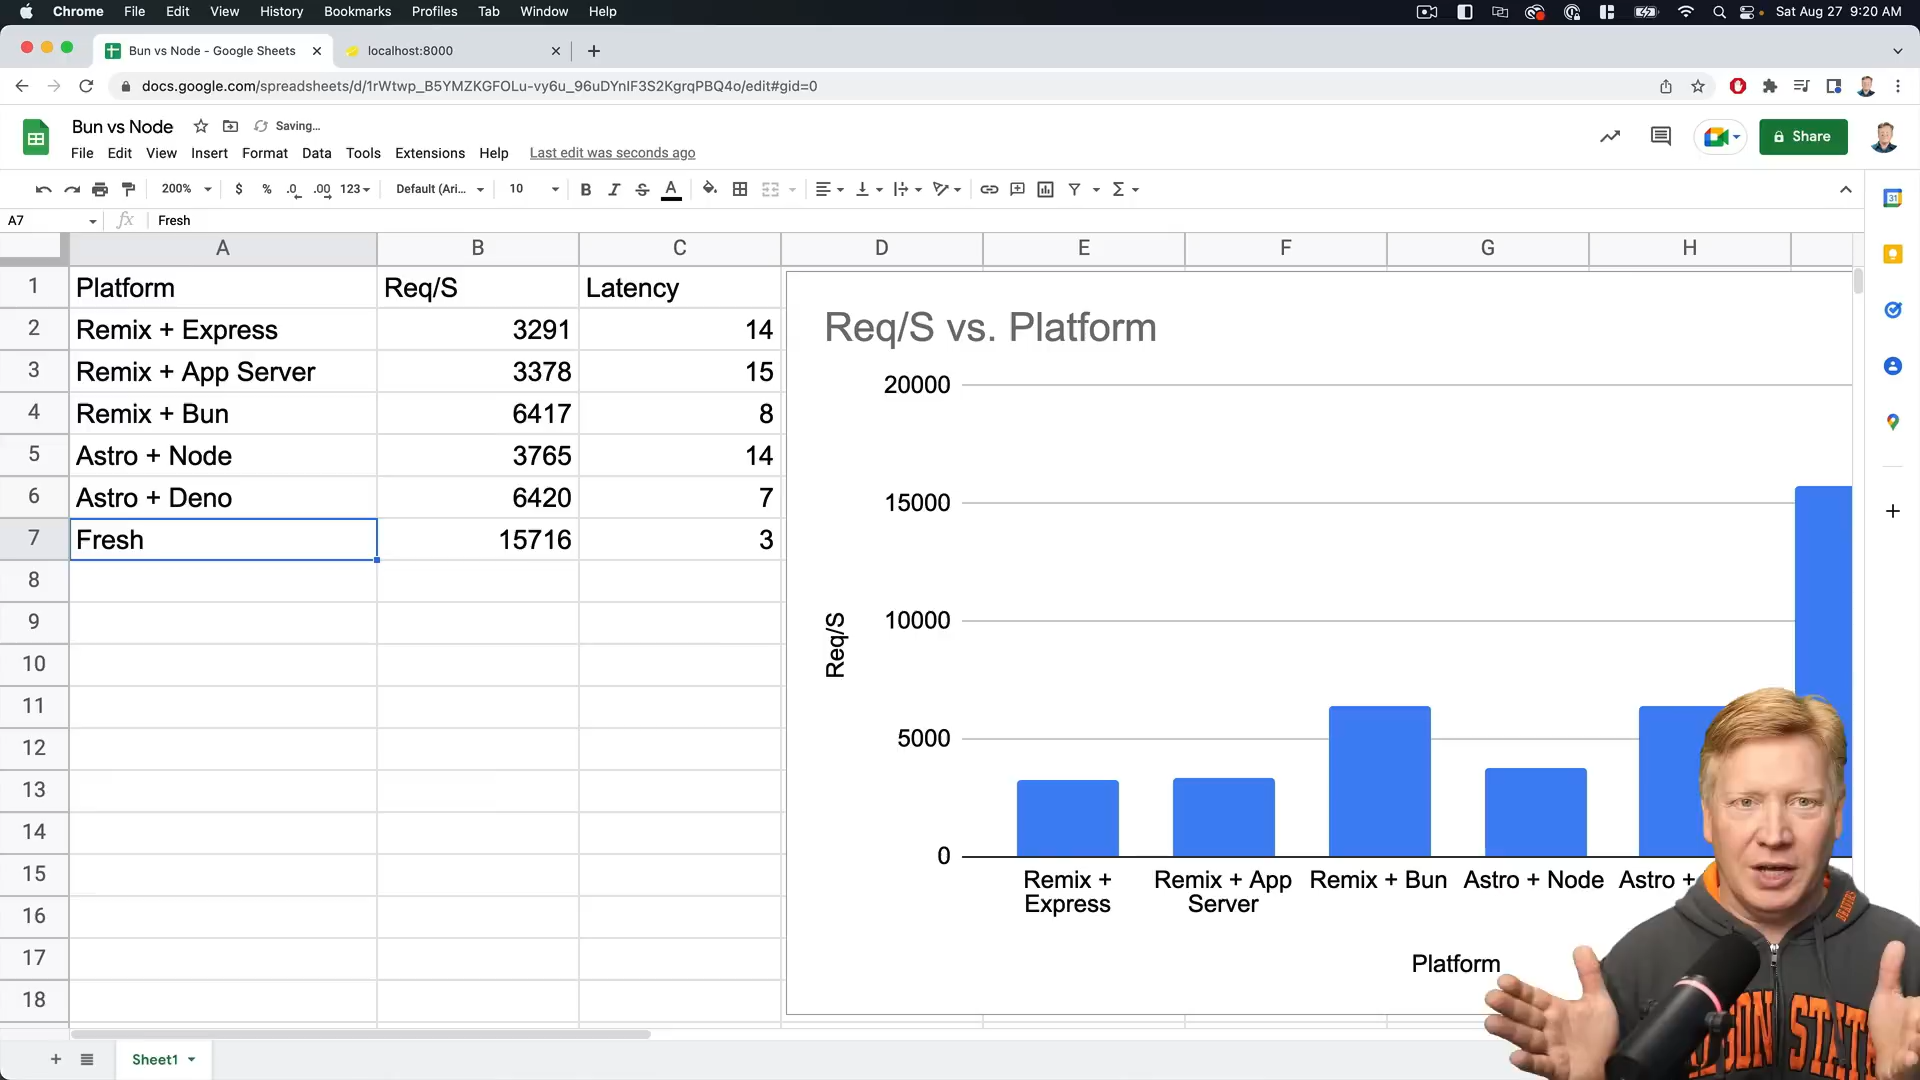 Chrome File Edit View History Bookmarks Profiles Tab Window Help
Sat Aug 27 9:20 AM
Bun vs Node - Google Sheets
localhost:8000
docs.google.com/spreadsheets/d/1rWtwp_B5YMZKGFOLu-vy6u_96uDYnIF3S2KgrqPBQ4o/edit#gid=0
Bun vs Node
Saving...
Share
File Edit View Insert Format Data Tools Extensions Help
Last edit was seconds ago
200% $ % .0 .00 123 Default (Ari... 10 B I S A
31
A7 fx Fresh
A B C D E F G H
1 Platform Req/S Latency
2 Remix + Express 3291 14
3 Remix + App Server 3378 15
4 Remix + Bun 6417 8
5 Astro + Node 3765 14
6 Astro + Deno 6420 7
7 Fresh 15716 3
8
9
10
11
12
13
14
15
16
17
18
Req/S vs. Platform
20000
15000
10000
5000
0
Req/S
Remix + Express
Remix + App Server
Remix + Bun
Astro + Node
Astro +
Platform
BEAVERS
STATE
Sheet1